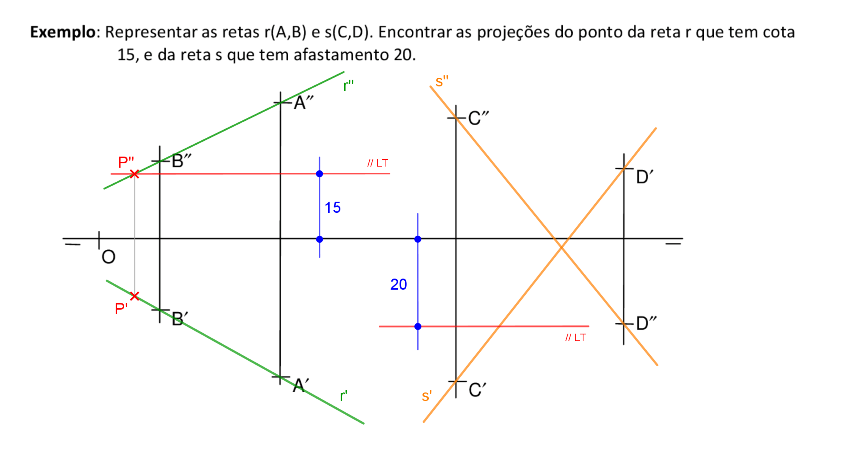 Exemplo: Representar as retas r(A,B) e s(C,D). Encontrar as projeções do ponto da reta r que tem cota
15, e da reta s que tem afastamento 20.
s"
r"
A″
C″
P"
B″
// LT
D′
15
O
20
P'
B′
D″
// LT
A′
r'
s'
C′